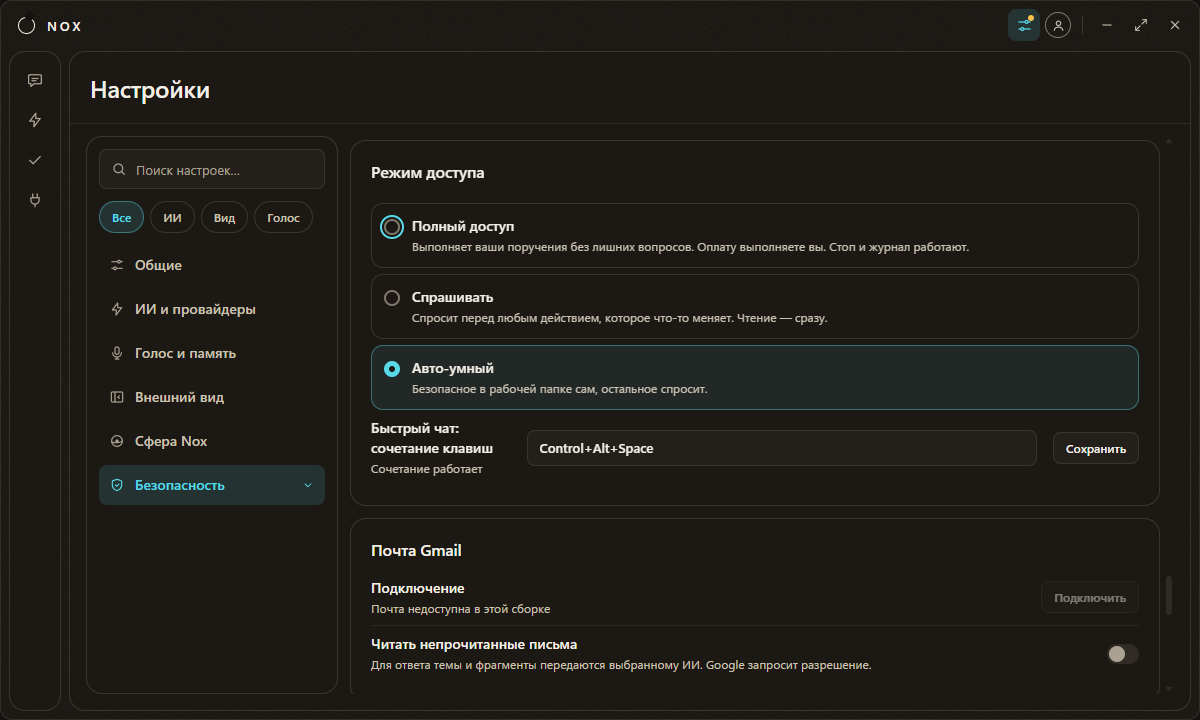 NOX
Настройки
Поиск настроек...
Все
ИИ
Вид
Голос
Общие
ИИ и провайдеры
Голос и память
Внешний вид
Сфера Nox
Безопасность
Режим доступа
Полный доступ
Выполняет ваши поручения без лишних вопросов. Оплату выполняете вы. Стоп и журнал работают.
Спрашивать
Спросит перед любым действием, которое что-то меняет. Чтение — сразу.
Авто-умный
Безопасное в рабочей папке сам, остальное спросит.
Быстрый чат:
сочетание клавиш
Сочетание работает
Control+Alt+Space
Сохранить
Почта Gmail
Подключение
Почта недоступна в этой сборке
Подключить
Читать непрочитанные письма
Для ответа темы и фрагменты передаются выбранному ИИ. Google запросит разрешение.